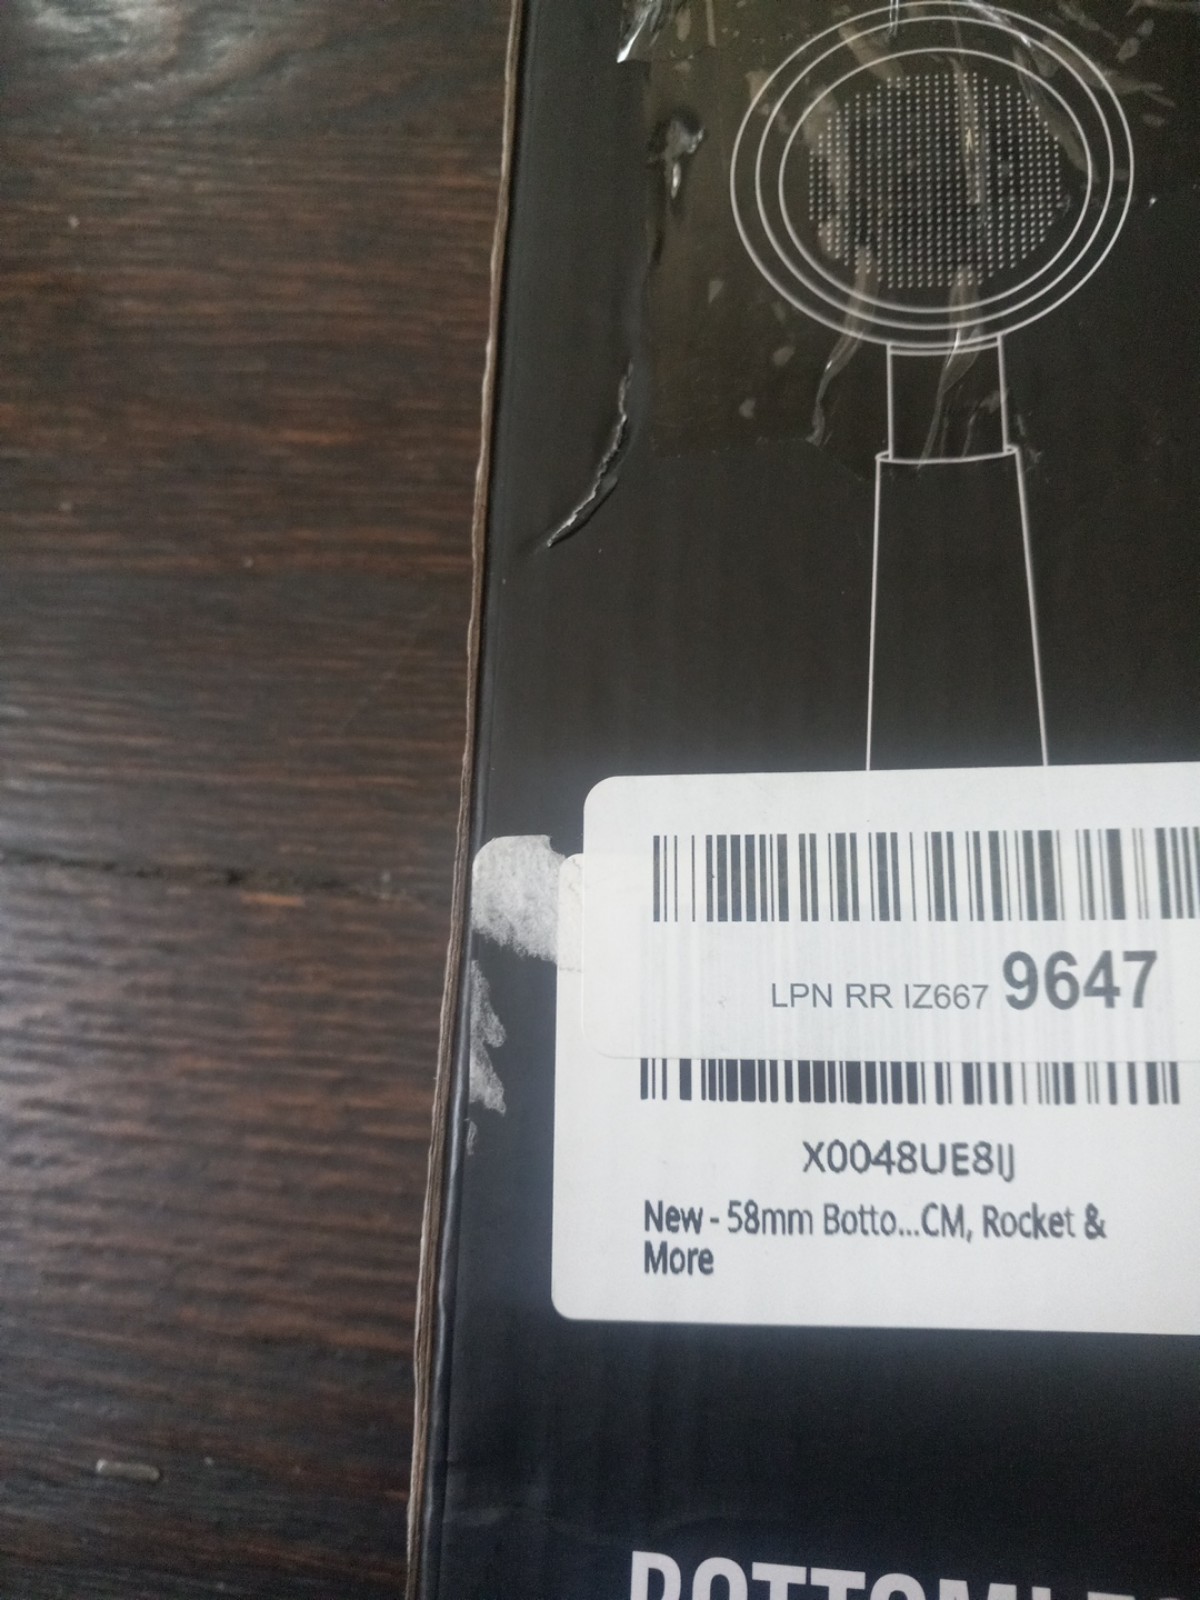 LPN RR IZ667 9647
X0048UE8IJ
New - 58mm Botto...CM, Rocket &
More